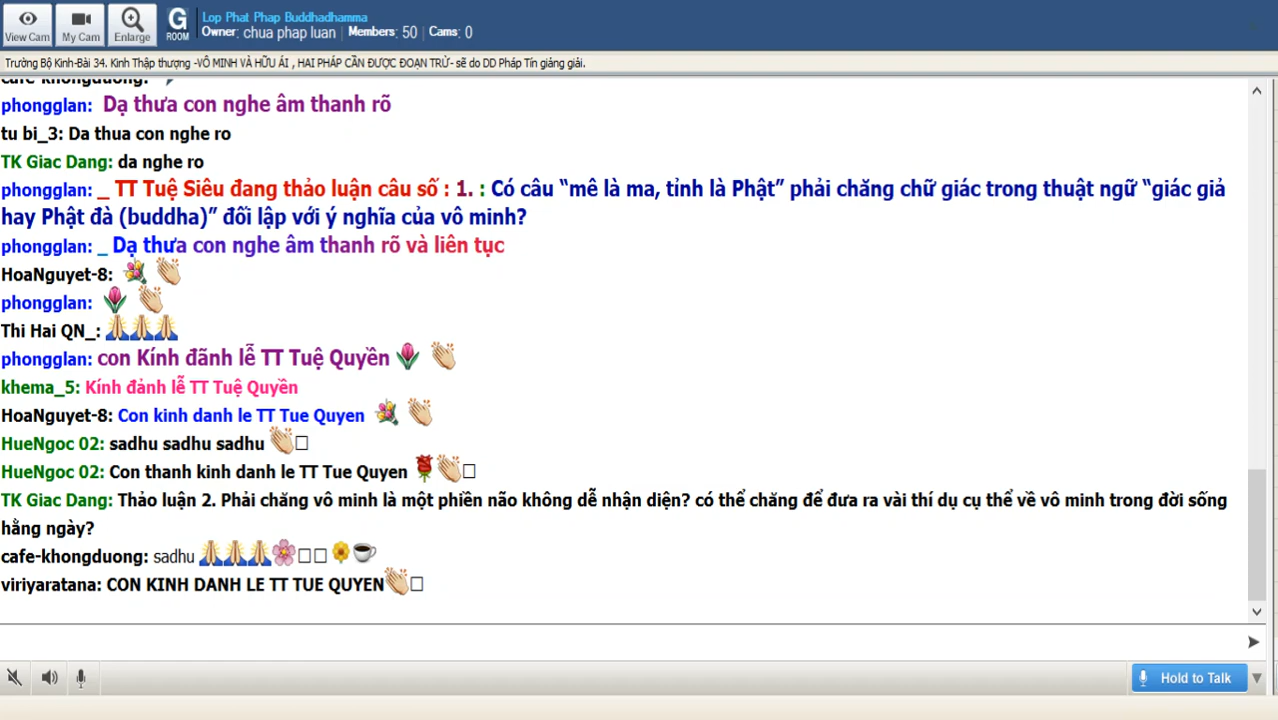 Lop Phat Phap Buddhadhamma
View Cam
My Cam
Enlarge
G ROOM
Owner: chua phap luan | Members: 50 | Cams: 0
Trường Bộ Kinh-Bài 34. Kinh Thập thượng -VÔ MINH VÀ HỮU ÁI , HAI PHÁP CẦN ĐƯỢC ĐOẠN TRỪ- sẽ do DD Pháp Tín giảng giải.
cafe-khongduong:
phongglan: Dạ thưa con nghe âm thanh rõ
tu bi_3: Da thua con nghe ro
TK Giac Dang: da nghe ro
phongglan: _ TT Tuệ Siêu đang thảo luận câu số : 1. : Có câu “mê là ma, tỉnh là Phật” phải chăng chữ giác trong thuật ngữ “giác giả
hay Phật đà (buddha)” đối lập với ý nghĩa của vô minh?
phongglan: _ Dạ thưa con nghe âm thanh rõ và liên tục
HoaNguyet-8:
phongglan:
Thi Hai QN_:
phongglan: con Kính đãnh lễ TT Tuệ Quyền
khema_5: Kính đảnh lễ TT Tuệ Quyền
HoaNguyet-8: Con kinh danh le TT Tue Quyen
HueNgoc 02: sadhu sadhu sadhu
HueNgoc 02: Con thanh kinh danh le TT Tue Quyen
TK Giac Dang: Thảo luận 2. Phải chăng vô minh là một phiền não không dễ nhận diện? có thể chăng để đưa ra vài thí dụ cụ thể về vô minh trong đời sống
hằng ngày?
cafe-khongduong: sadhu
viriyaratana: CON KINH DANH LE TT TUE QUYEN
Hold to Talk